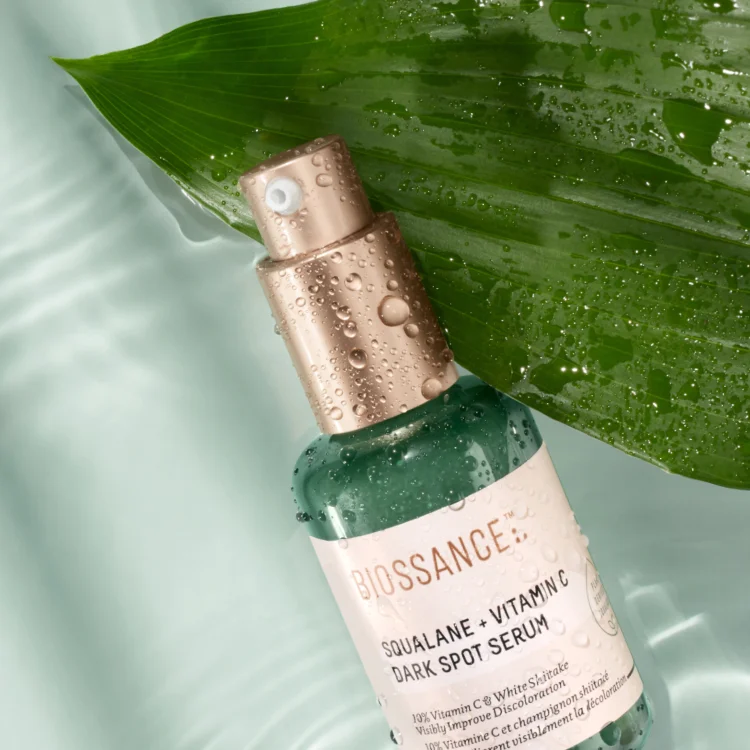 BIOSSANCE™
SQUALANE + VITAMIN C
DARK SPOT SERUM
10% Vitamin C & White Shiitake
Visibly Improve Discoloration
10% Vitamine C et champignon shiitaké
visiblement la décoloration